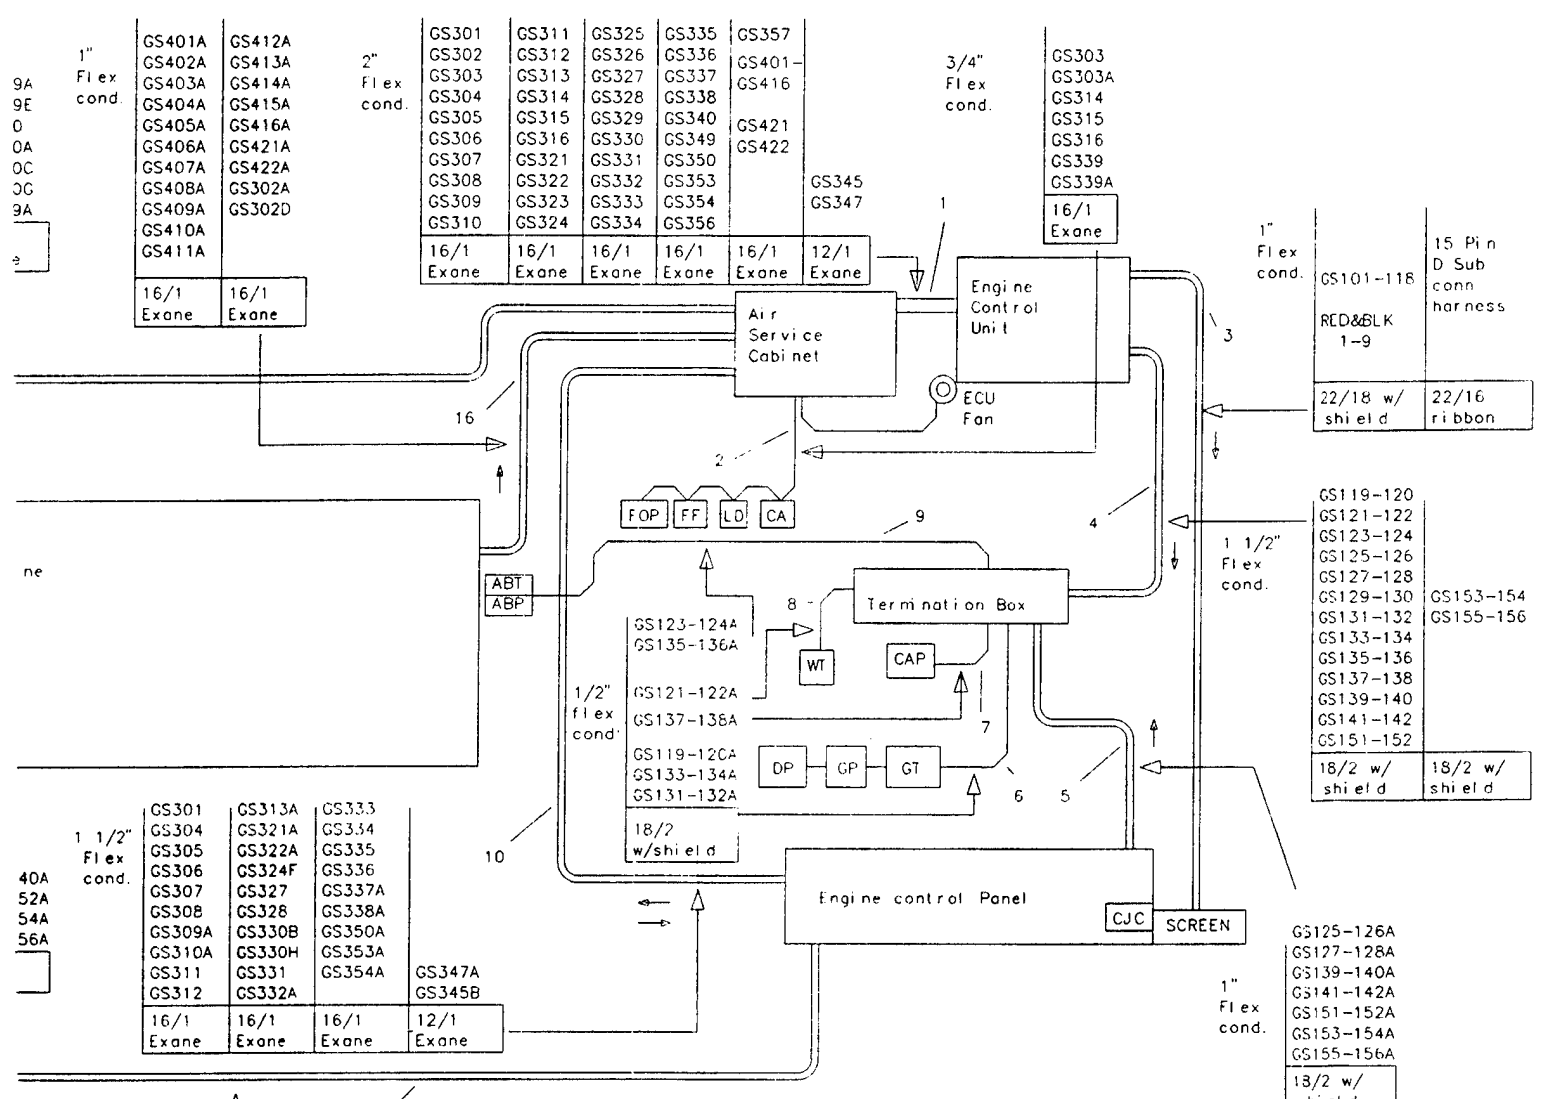 1"
Flex
cond.
GS401A
GS402A
GS403A
GS404A
GS405A
GS406A
GS407A
GS408A
GS409A
GS410A
GS411A
16/1
Exane
GS412A
GS413A
GS414A
GS415A
GS416A
GS421A
GS422A
GS302A
GS302D
16/1
Exane
9A
9E
0
0A
0C
0G
9A
2"
Flex
cond.
GS301
GS302
GS303
GS304
GS305
GS306
GS307
GS308
GS309
GS310
16/1
Exane
GS311
GS312
GS313
GS314
GS315
GS316
GS321
GS322
GS323
GS324
16/1
Exane
GS325
GS326
GS327
GS328
GS329
GS330
GS331
GS332
GS333
GS334
16/1
Exane
GS335
GS336
GS337
GS338
GS340
GS349
GS350
GS353
GS354
GS356
16/1
Exane
GS357
GS401-
GS416
GS421
GS422
16/1
Exane
GS345
GS347
12/1
Exane
1
3/4"
Flex
cond.
GS303
GS303A
GS314
GS315
GS316
GS339
GS339A
16/1
Exane
1"
Flex
cond.
GS101-118
RED&BLK
1-9
22/18 w/
shield
15 Pin
D Sub
conn
harness
22/16
ribbon
Air
Service
Cabinet
Engine
Control
Unit
ECU
Fan
3
16
2
4
FOP
FF
LD
CA
9
1 1/2"
Flex
cond.
GS119-120
GS121-122
GS123-124
GS125-126
GS127-128
GS129-130
GS131-132
GS133-134
GS135-136
GS137-138
GS139-140
GS141-142
GS151-152
18/2 w/
shield
GS153-154
GS155-156
18/2 w/
shield
ne
ABT
ABP
Termination Box
8
WT
CAP
7
1/2"
flex
cond
GS123-124A
GS135-136A
GS121-122A
GS137-138A
GS119-120A
GS133-134A
GS131-132A
18/2
w/shield
DP
GP
GT
6
5
10
1 1/2"
Flex
cond.
GS301
GS304
GS305
GS306
GS307
GS308
GS309A
GS310A
GS311
GS312
16/1
Exane
GS313A
GS321A
GS322A
GS324F
GS327
GS328
GS330B
GS330H
GS331
GS332A
16/1
Exane
GS333
GS334
GS335
GS336
GS337A
GS338A
GS350A
GS353A
GS354A
16/1
Exane
GS347A
GS345B
12/1
Exane
40A
52A
54A
56A
Engine control Panel
CJC
SCREEN
1"
Flex
cond.
GS125-126A
GS127-128A
GS139-140A
GS141-142A
GS151-152A
GS153-154A
GS155-156A
18/2 w/